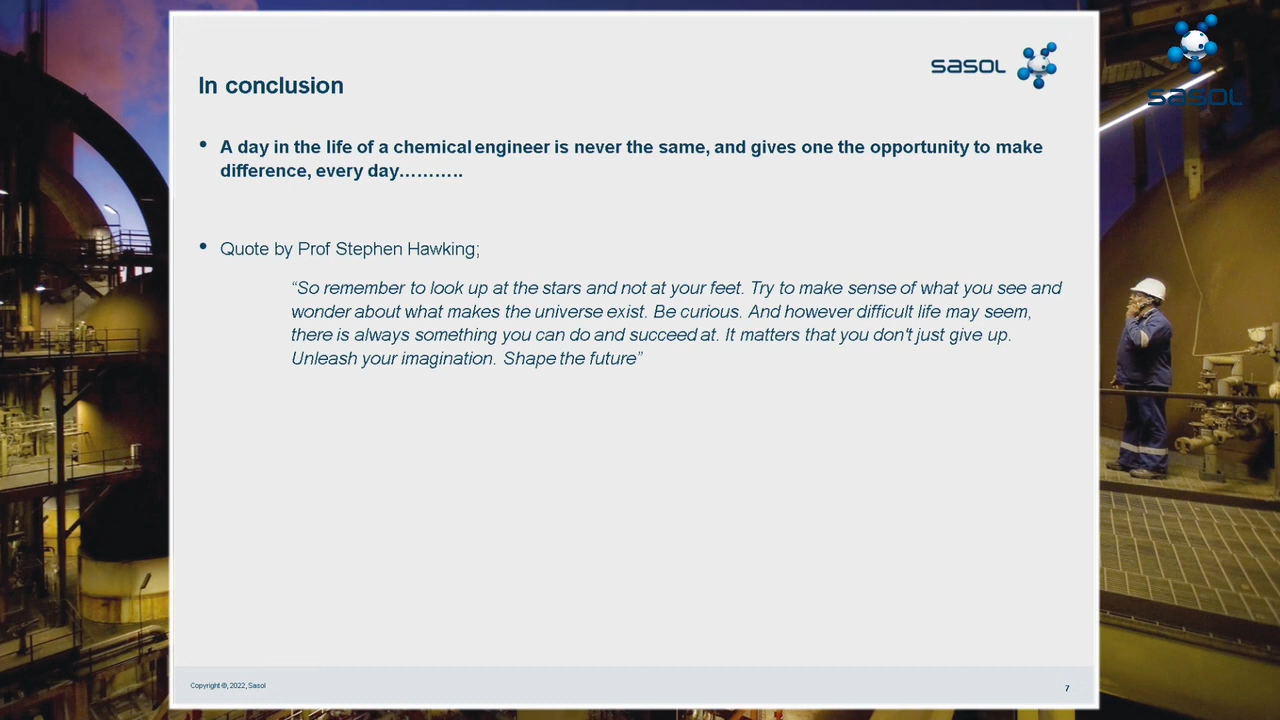 sasol
sasol
In conclusion
• A day in the life of a chemical engineer is never the same, and gives one the opportunity to make
difference, every day………..
• Quote by Prof Stephen Hawking;
“So remember to look up at the stars and not at your feet. Try to make sense of what you see and
wonder about what makes the universe exist. Be curious. And however difficult life may seem,
there is always something you can do and succeed at. It matters that you don't just give up.
Unleash your imagination. Shape the future”
Copyright ©, 2022, Sasol
7